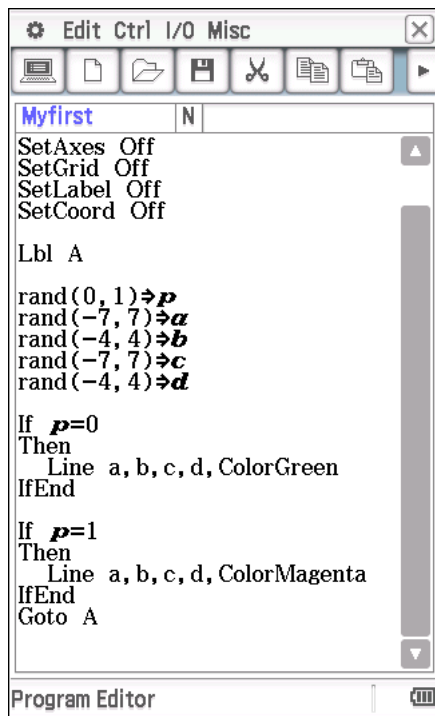 Edit Ctrl I/O Misc
Myfirst N
SetAxes Off
SetGrid Off
SetLabel Off
SetCoord Off
Lbl A
rand(0,1)⇒p
rand(-7,7)⇒a
rand(-4,4)⇒b
rand(-7,7)⇒c
rand(-4,4)⇒d
If p=0
Then
Line a,b,c,d,ColorGreen
IfEnd
If p=1
Then
Line a,b,c,d,ColorMagenta
IfEnd
Goto A
Program Editor